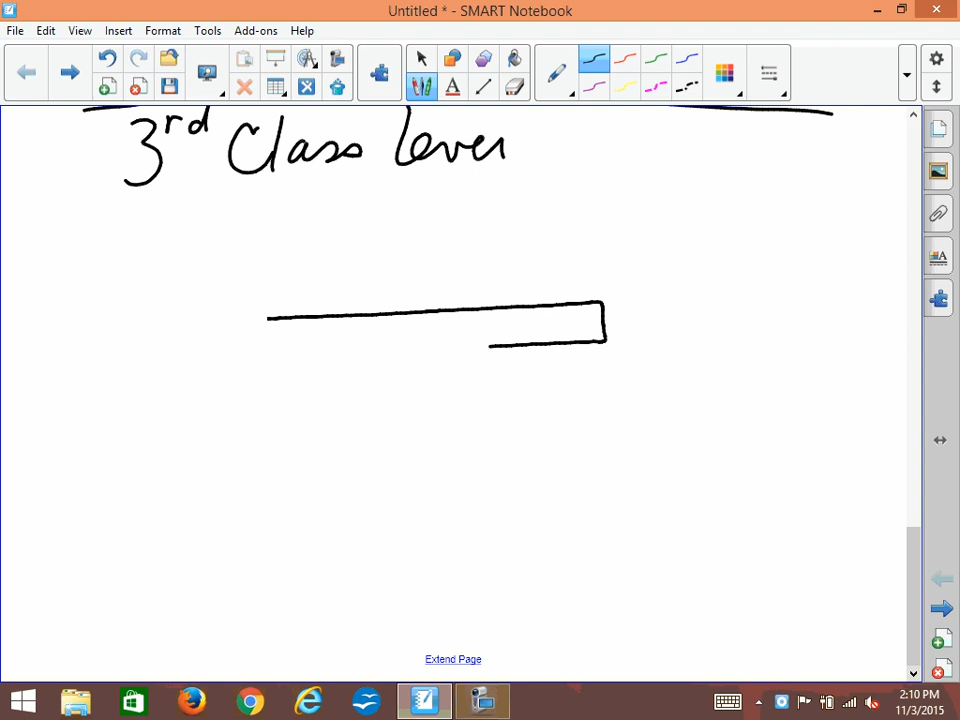 Untitled * - SMART Notebook
File Edit View Insert Format Tools Add-ons Help
3rd Class Lever
Extend Page
2:10 PM
11/3/2015